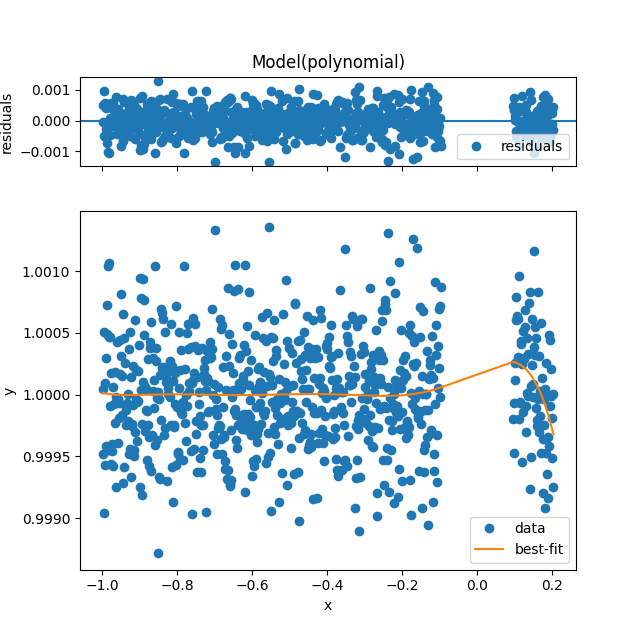 Model(polynomial)
0.001
0.000
−0.001
residuals
residuals
1.0010
1.0005
1.0000
0.9995
0.9990
y
data
best-fit
−1.0 −0.8 −0.6 −0.4 −0.2 0.0 0.2
x